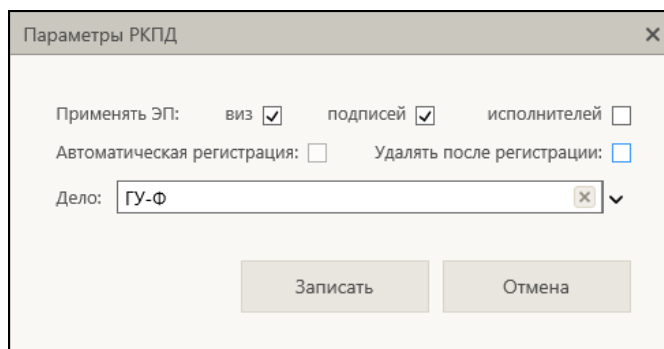 Параметры РКПД
Применять ЭП: виз подписей исполнителей
Автоматическая регистрация: Удалять после регистрации:
Дело: ГУ-Ф
Записать Отмена